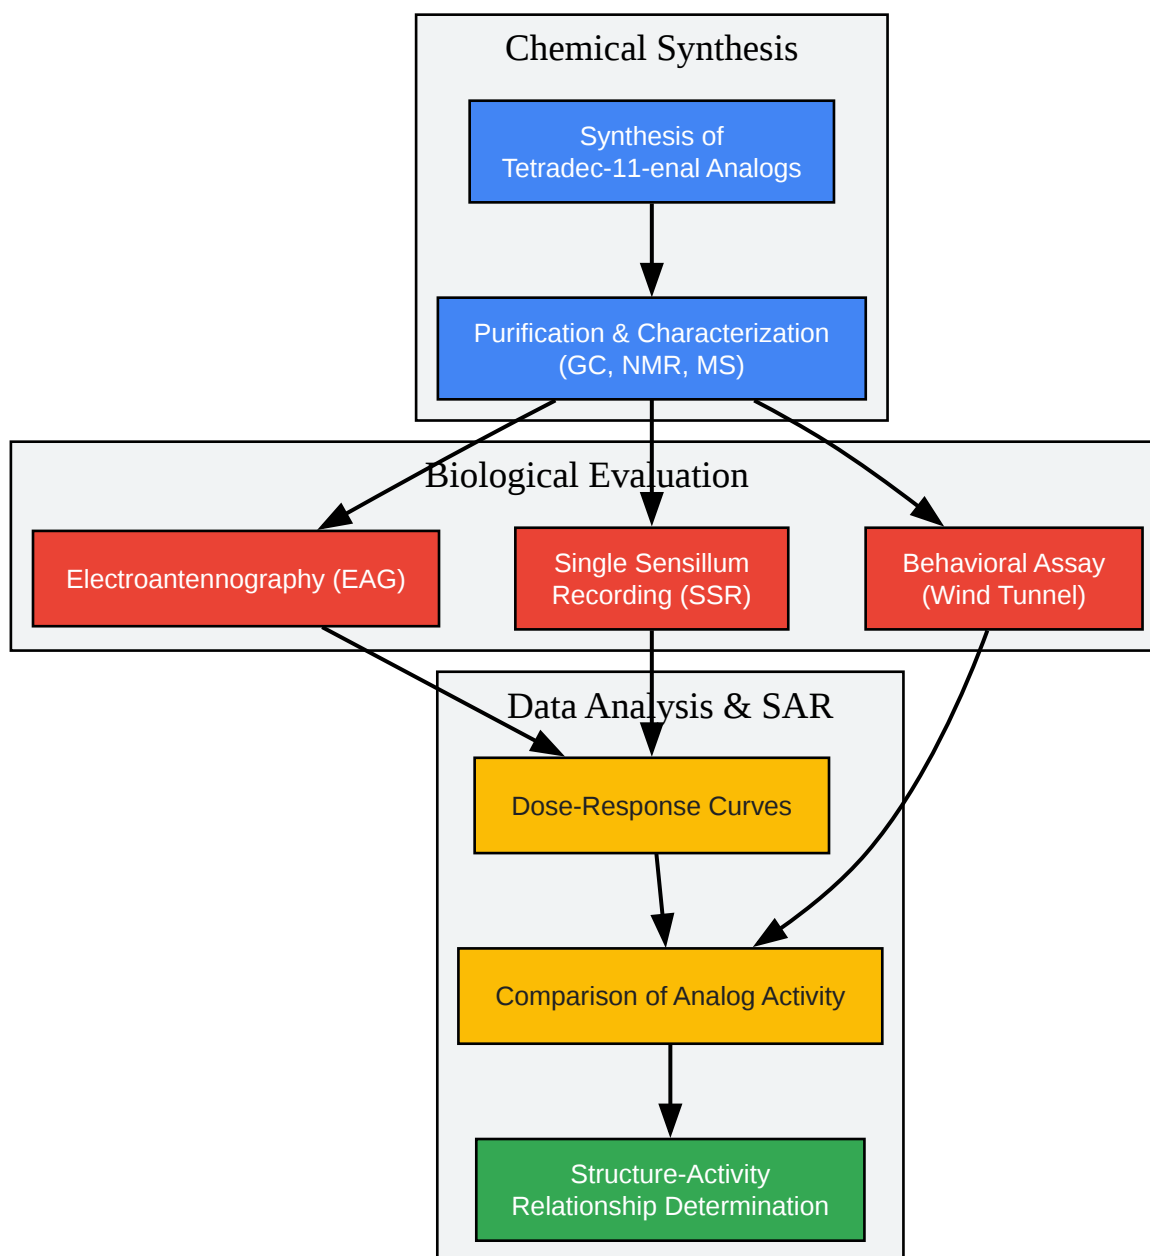 Chemical Synthesis
Synthesis of
Tetradec-11-enal Analogs
Purification & Characterization
(GC, NMR, MS)
Biological Evaluation
Electroantennography (EAG)
Single Sensillum
Recording (SSR)
Behavioral Assay
(Wind Tunnel)
Data Analysis & SAR
Dose-Response Curves
Comparison of Analog Activity
Structure-Activity
Relationship Determination